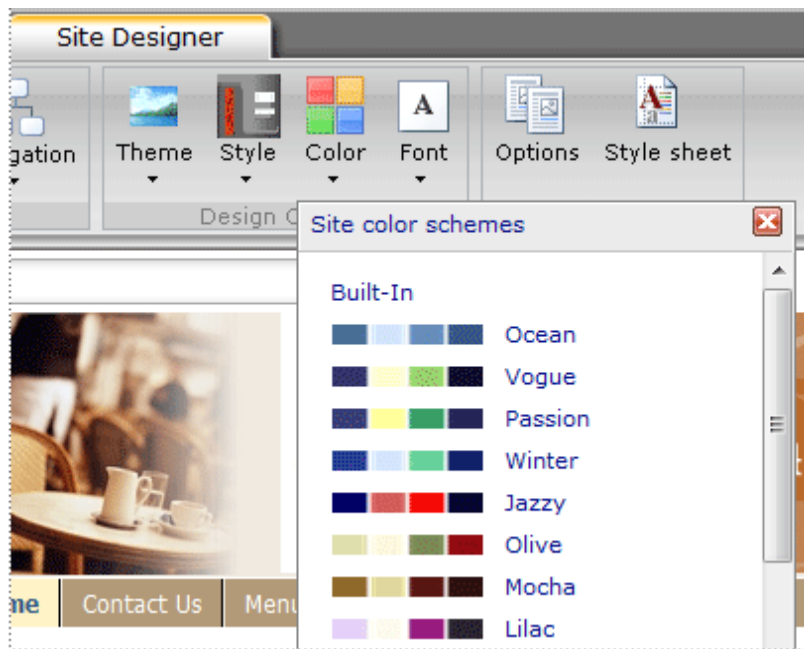 Site Designer
gation
Theme
Style
Color
A
Font
Options
A
a
Style sheet
Design
Site color schemes
Built-In
Ocean
Vogue
Passion
Winter
Jazzy
Olive
Mocha
Lilac
me
Contact Us
Menu